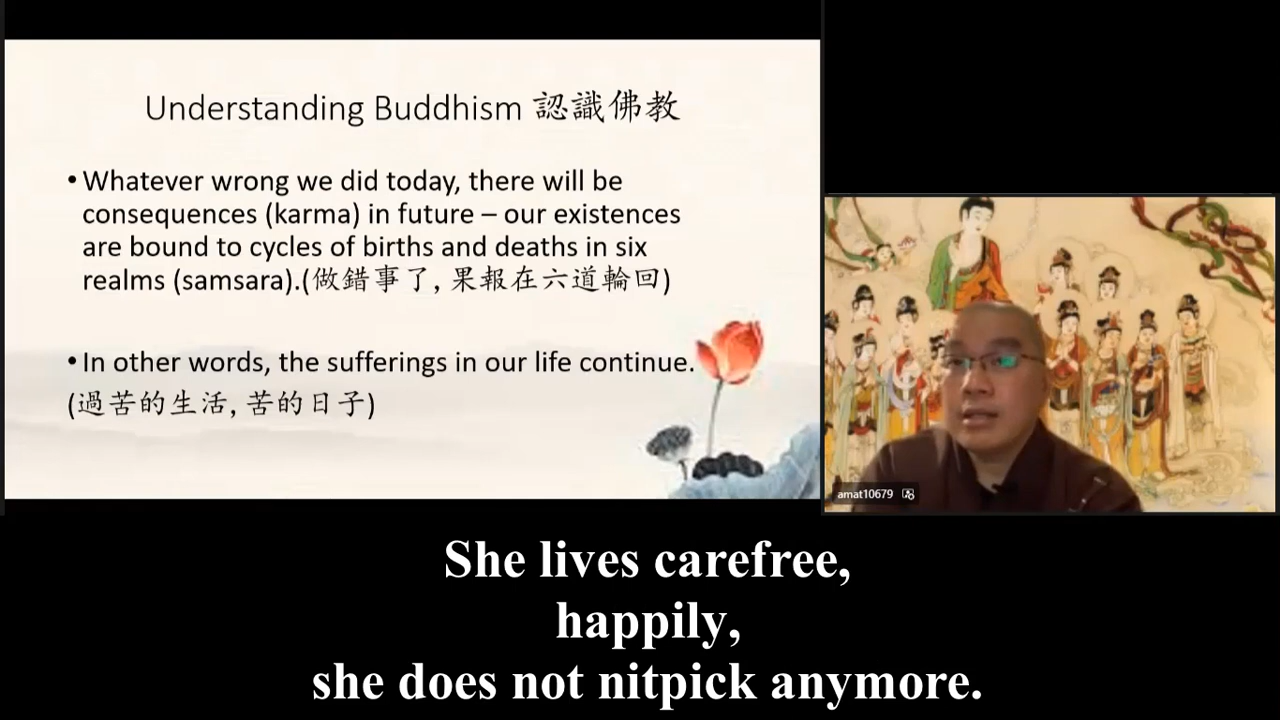 Understanding Buddhism 認識佛教
• Whatever wrong we did today, there will be
consequences (karma) in future – our existences
are bound to cycles of births and deaths in six
realms (samsara).(做錯事了, 果報在六道輪回)
• In other words, the sufferings in our life continue.
(過苦的生活, 苦的日子)
amat10679
She lives carefree,
happily,
she does not nitpick anymore.